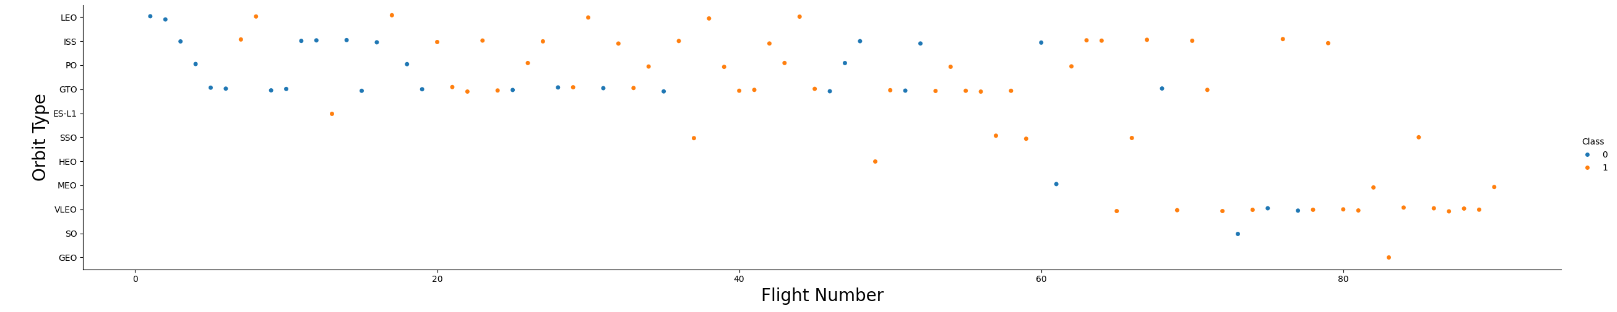 LEO
ISS
PO
GTO
ES-L1
SSO
HEO
MEO
VLEO
SO
GEO
Orbit Type
0 20 40 60 80
Flight Number
Class
0
1